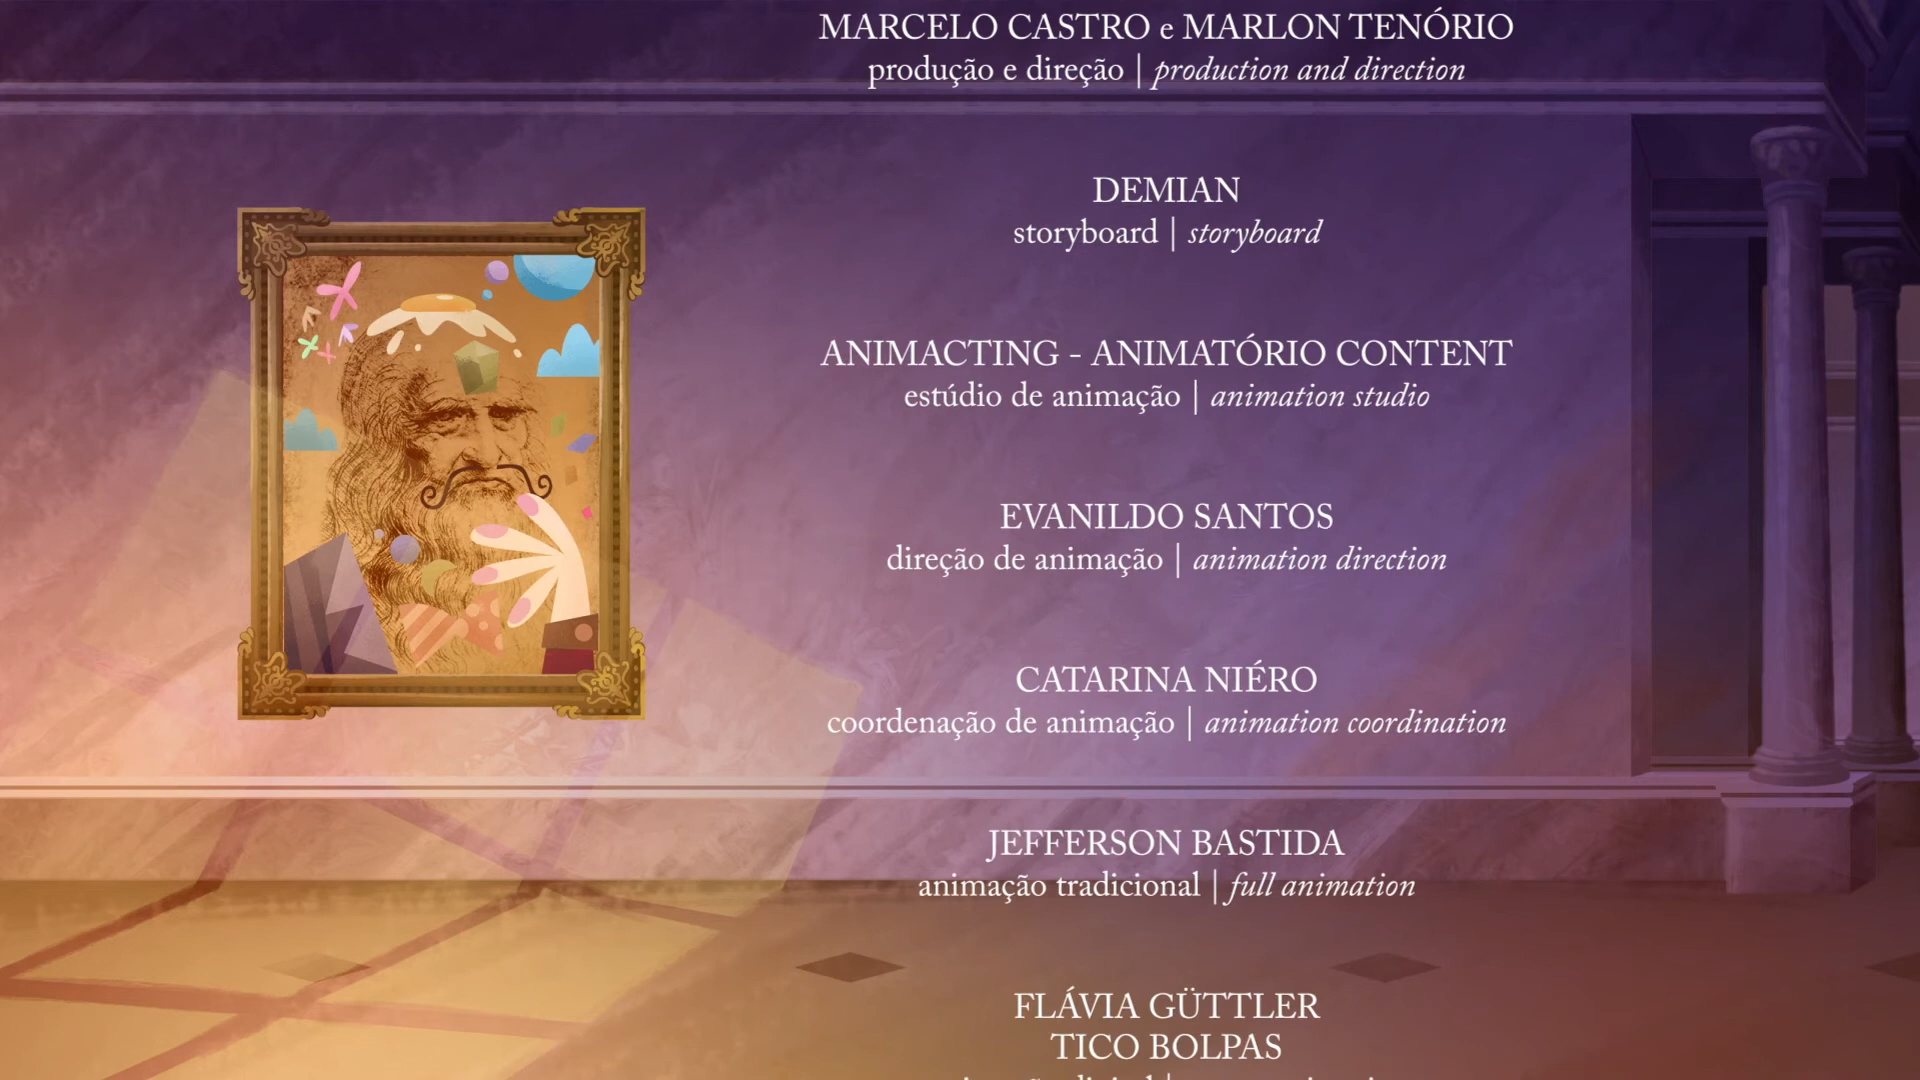 MARCELO CASTRO e MARLON TENÓRIO
produção e direção | production and direction
DEMIAN
storyboard | storyboard
ANIMACTING - ANIMATÓRIO CONTENT
estúdio de animação | animation studio
EVANILDO SANTOS
direção de animação | animation direction
CATARINA NIÉRO
coordenação de animação | animation coordination
JEFFERSON BASTIDA
animação tradicional | full animation
FLÁVIA GÜTTLER
TICO BOLPAS